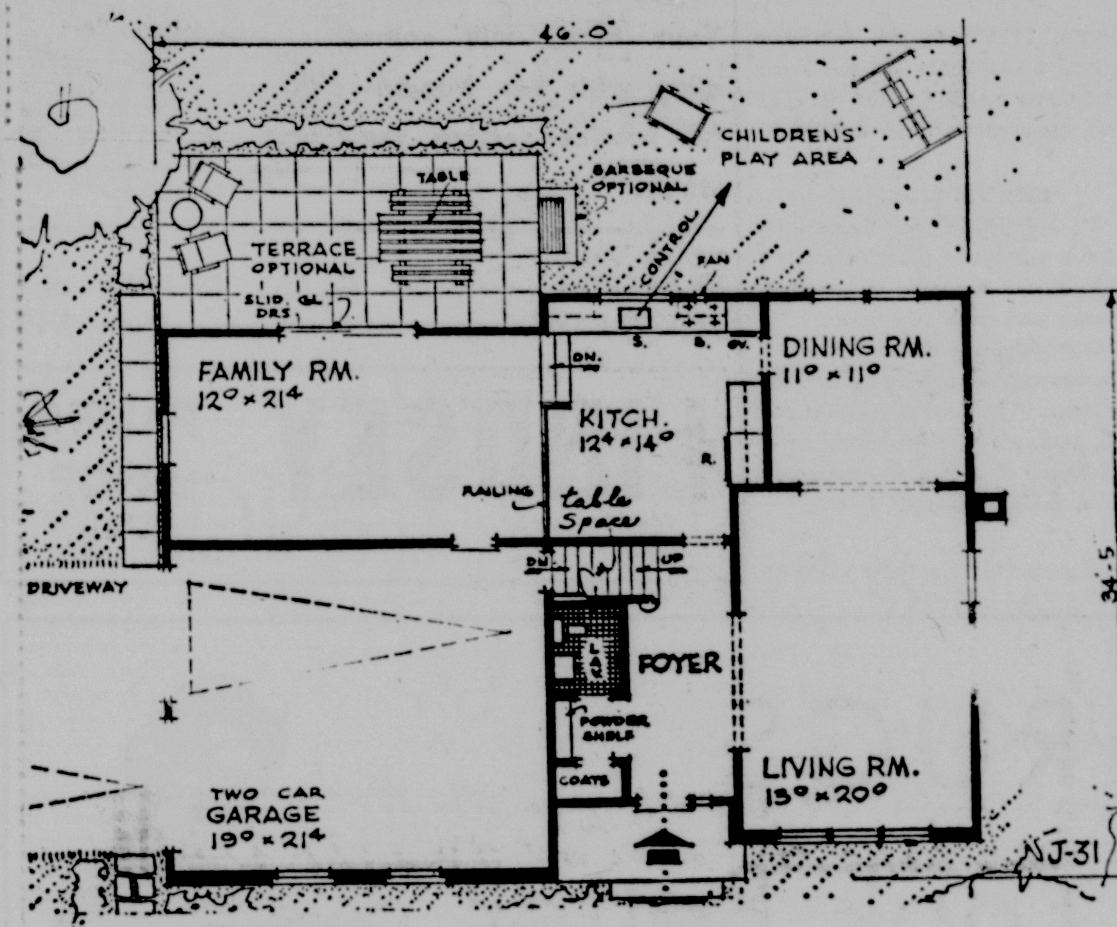 46'-0"
CHILDRENS
PLAY AREA
BARBEQUE
OPTIONAL
TABLE
TERRACE
OPTIONAL
CONTROL
FAN
SLID. GL.
DRS
S.
B.
OV.
DN.
FAMILY RM.
12⁰ x 21⁴
DINING RM.
11⁰ x 11⁰
KITCH.
12⁴ x 14⁰
R.
RAILING
table
Space
DRIVEWAY
DN.
UP
34'-5
LAV
FOYER
POWDER
SHELF
COATS
LIVING RM.
13⁰ x 20⁰
TWO CAR
GARAGE
19⁰ x 21⁴
NJ-31